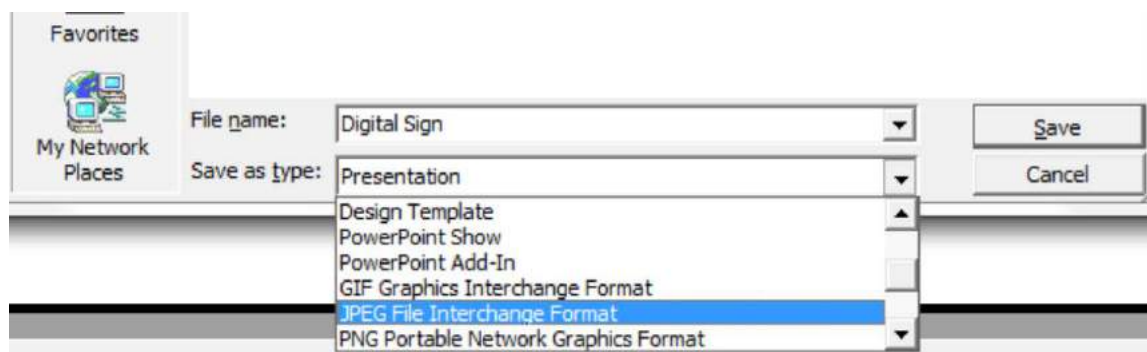 Favorites
My Network
Places
File name: Digital Sign
Save
Save as type: Presentation
Cancel
Design Template
PowerPoint Show
PowerPoint Add-In
GIF Graphics Interchange Format
JPEG File Interchange Format
PNG Portable Network Graphics Format